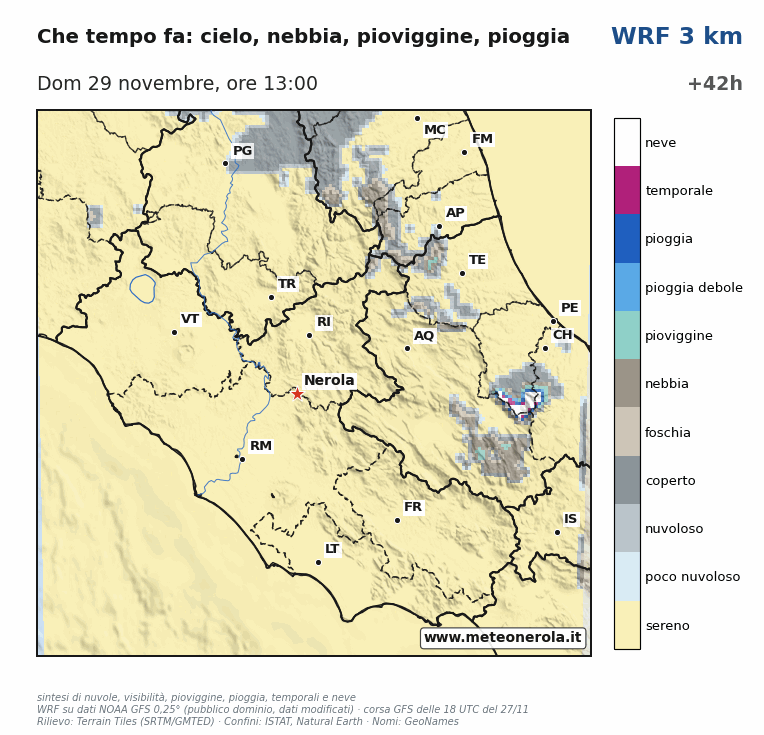 Che tempo fa: cielo, nebbia, pioviggine, pioggia
WRF 3 km
Dom 29 novembre, ore 13:00
+42h
MC
FM
PG
AP
TE
TR
PE
VT
RI
AQ
CH
Nerola
RM
FR
IS
LT
www.meteonerola.it
neve
temporale
pioggia
pioggia debole
pioviggine
nebbia
foschia
coperto
nuvoloso
poco nuvoloso
sereno
sintesi di nuvole, visibilità, pioviggine, pioggia, temporali e neve
WRF su dati NOAA GFS 0,25° (pubblico dominio, dati modificati) · corsa GFS delle 18 UTC del 27/11
Rilievo: Terrain Tiles (SRTM/GMTED) · Confini: ISTAT, Natural Earth · Nomi: GeoNames